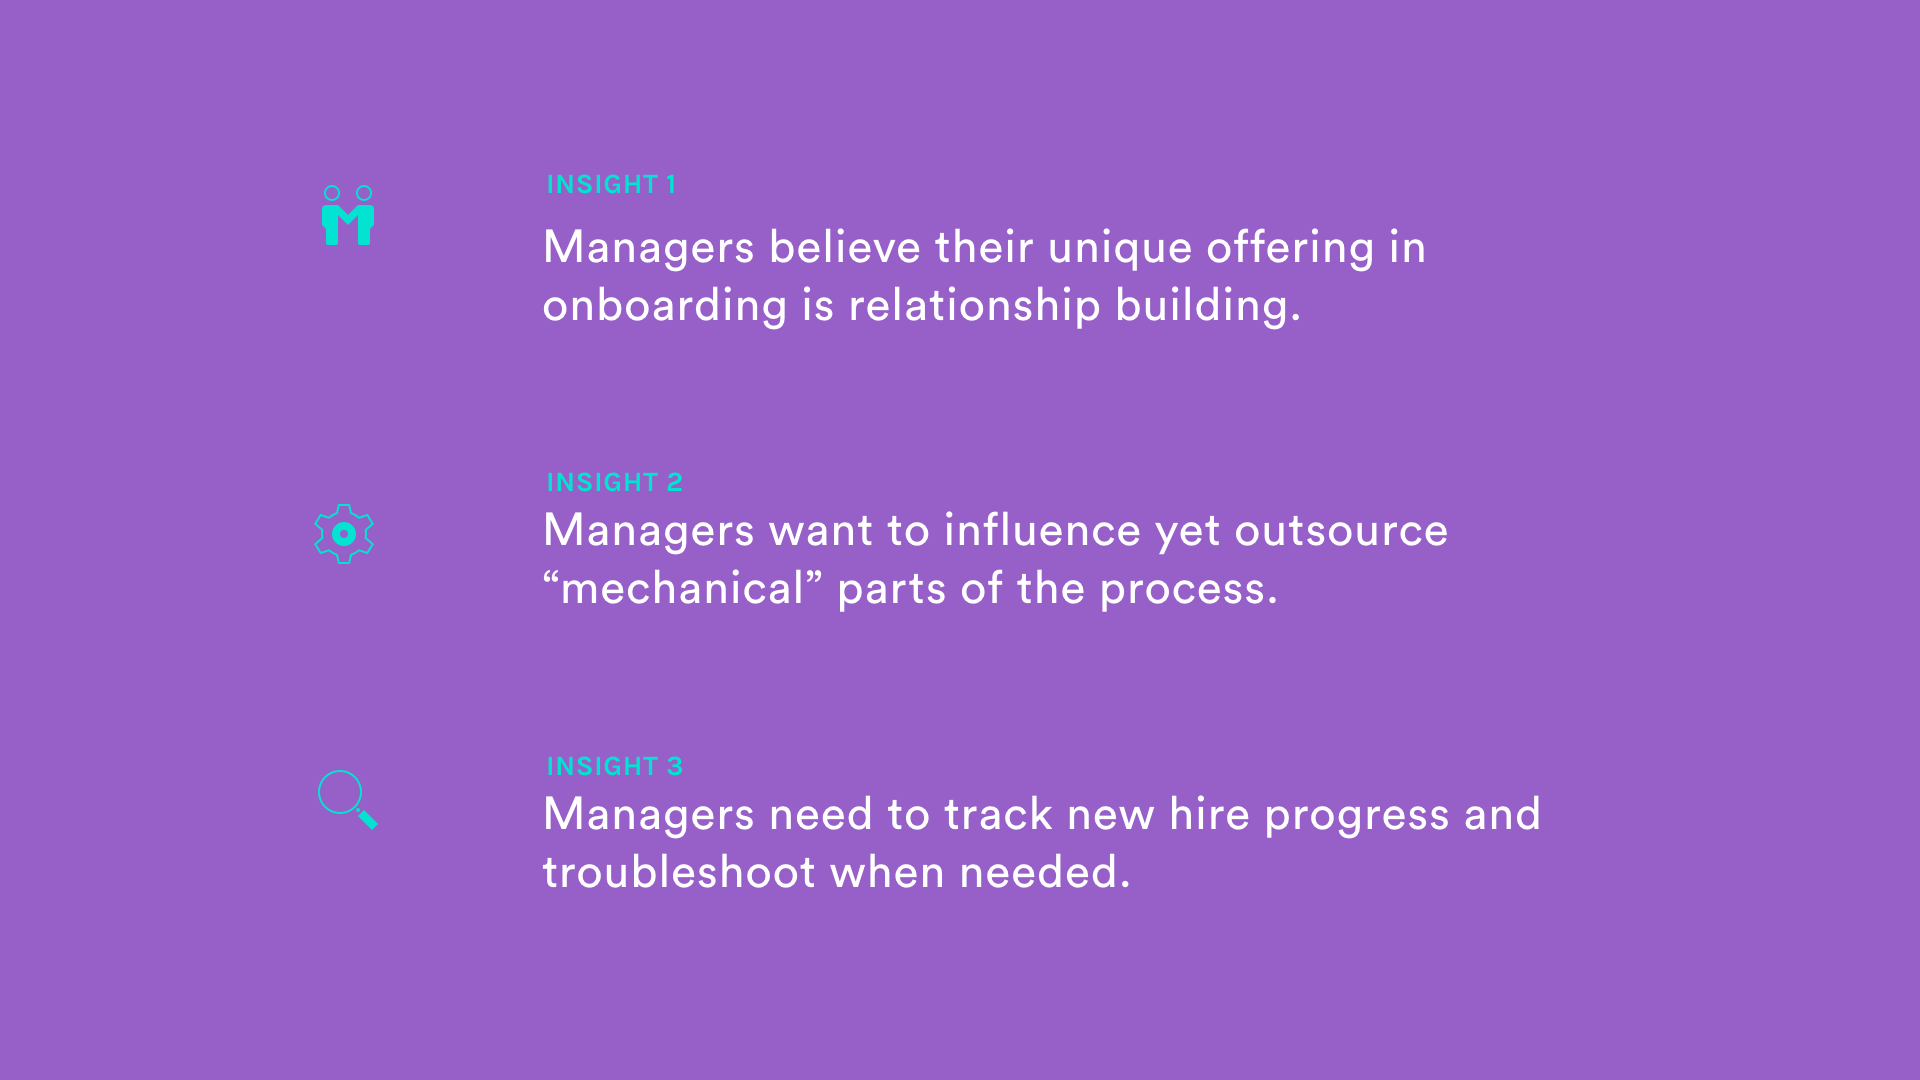 INSIGHT 1
Managers believe their unique offering in
onboarding is relationship building.
INSIGHT 2
Managers want to influence yet outsource
“mechanical” parts of the process.
INSIGHT 3
Managers need to track new hire progress and
troubleshoot when needed.